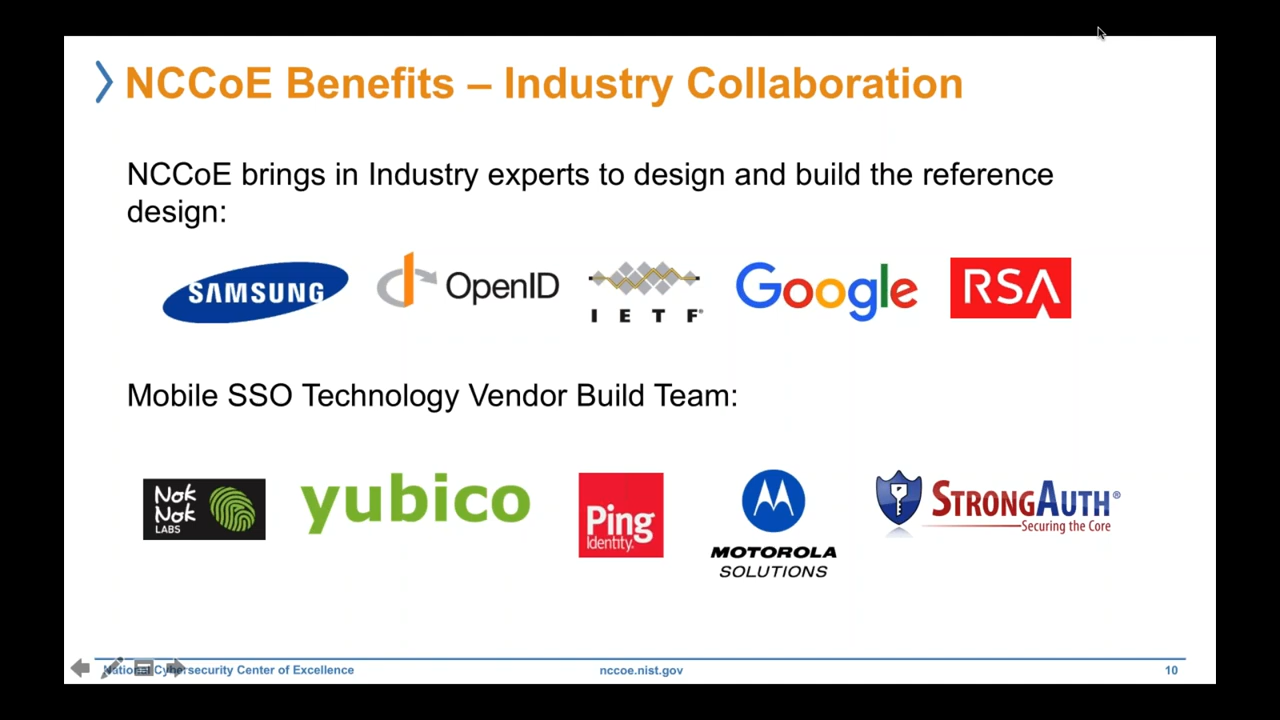 NCCoE Benefits – Industry Collaboration
NCCoE brings in Industry experts to design and build the reference
design:
SAMSUNG
OpenID
I E T F®
Google
RSA
Mobile SSO Technology Vendor Build Team:
Nok
Nok
LABS
yubico
Ping
Identity.
MOTOROLA
SOLUTIONS
STRONGAUTH®
Securing the Core
National Cybersecurity Center of Excellence
nccoe.nist.gov
10